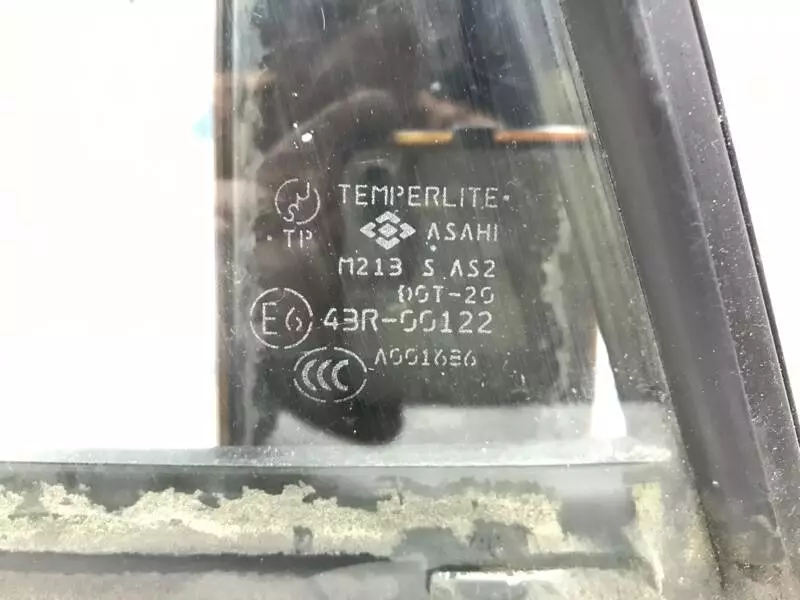 TEMPERLITE
TP
ASAHI
M213 S AS2
DOT-20
E6 43R-00122
CCC
A001686